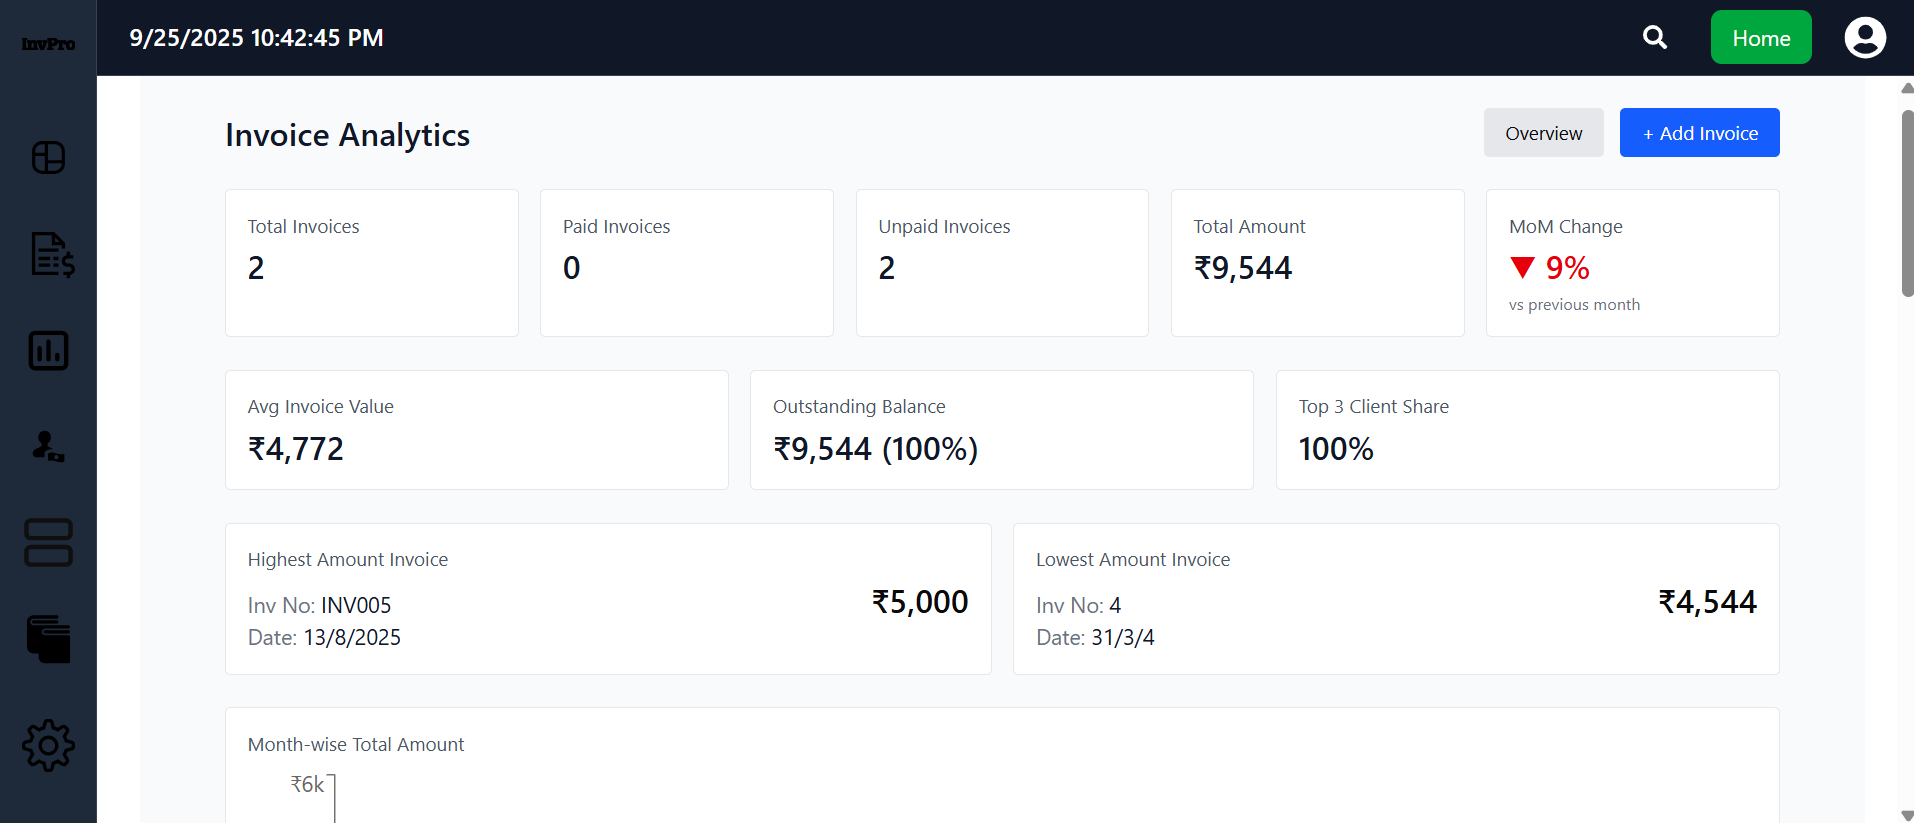 InvPro
9/25/2025 10:42:45 PM
Home
Invoice Analytics
Overview
+ Add Invoice
Total Invoices
2
Paid Invoices
0
Unpaid Invoices
2
Total Amount
₹9,544
MoM Change
▼ 9%
vs previous month
Avg Invoice Value
₹4,772
Outstanding Balance
₹9,544 (100%)
Top 3 Client Share
100%
Highest Amount Invoice
Inv No: INV005
Date: 13/8/2025
₹5,000
Lowest Amount Invoice
Inv No: 4
Date: 31/3/4
₹4,544
Month-wise Total Amount
₹6k